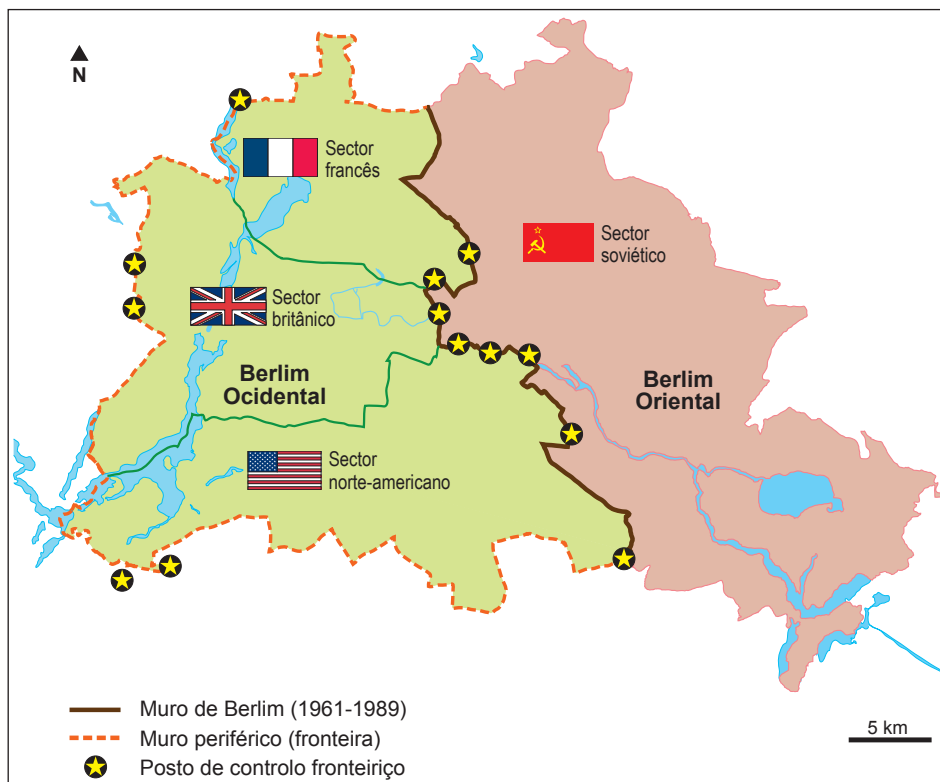 N
Sector
francês
Sector
soviético
Sector
britânico
Berlim
Ocidental
Berlim
Oriental
Sector
norte-americano
Muro de Berlim (1961-1989)
Muro periférico (fronteira)
Posto de controlo fronteiriço
5 km